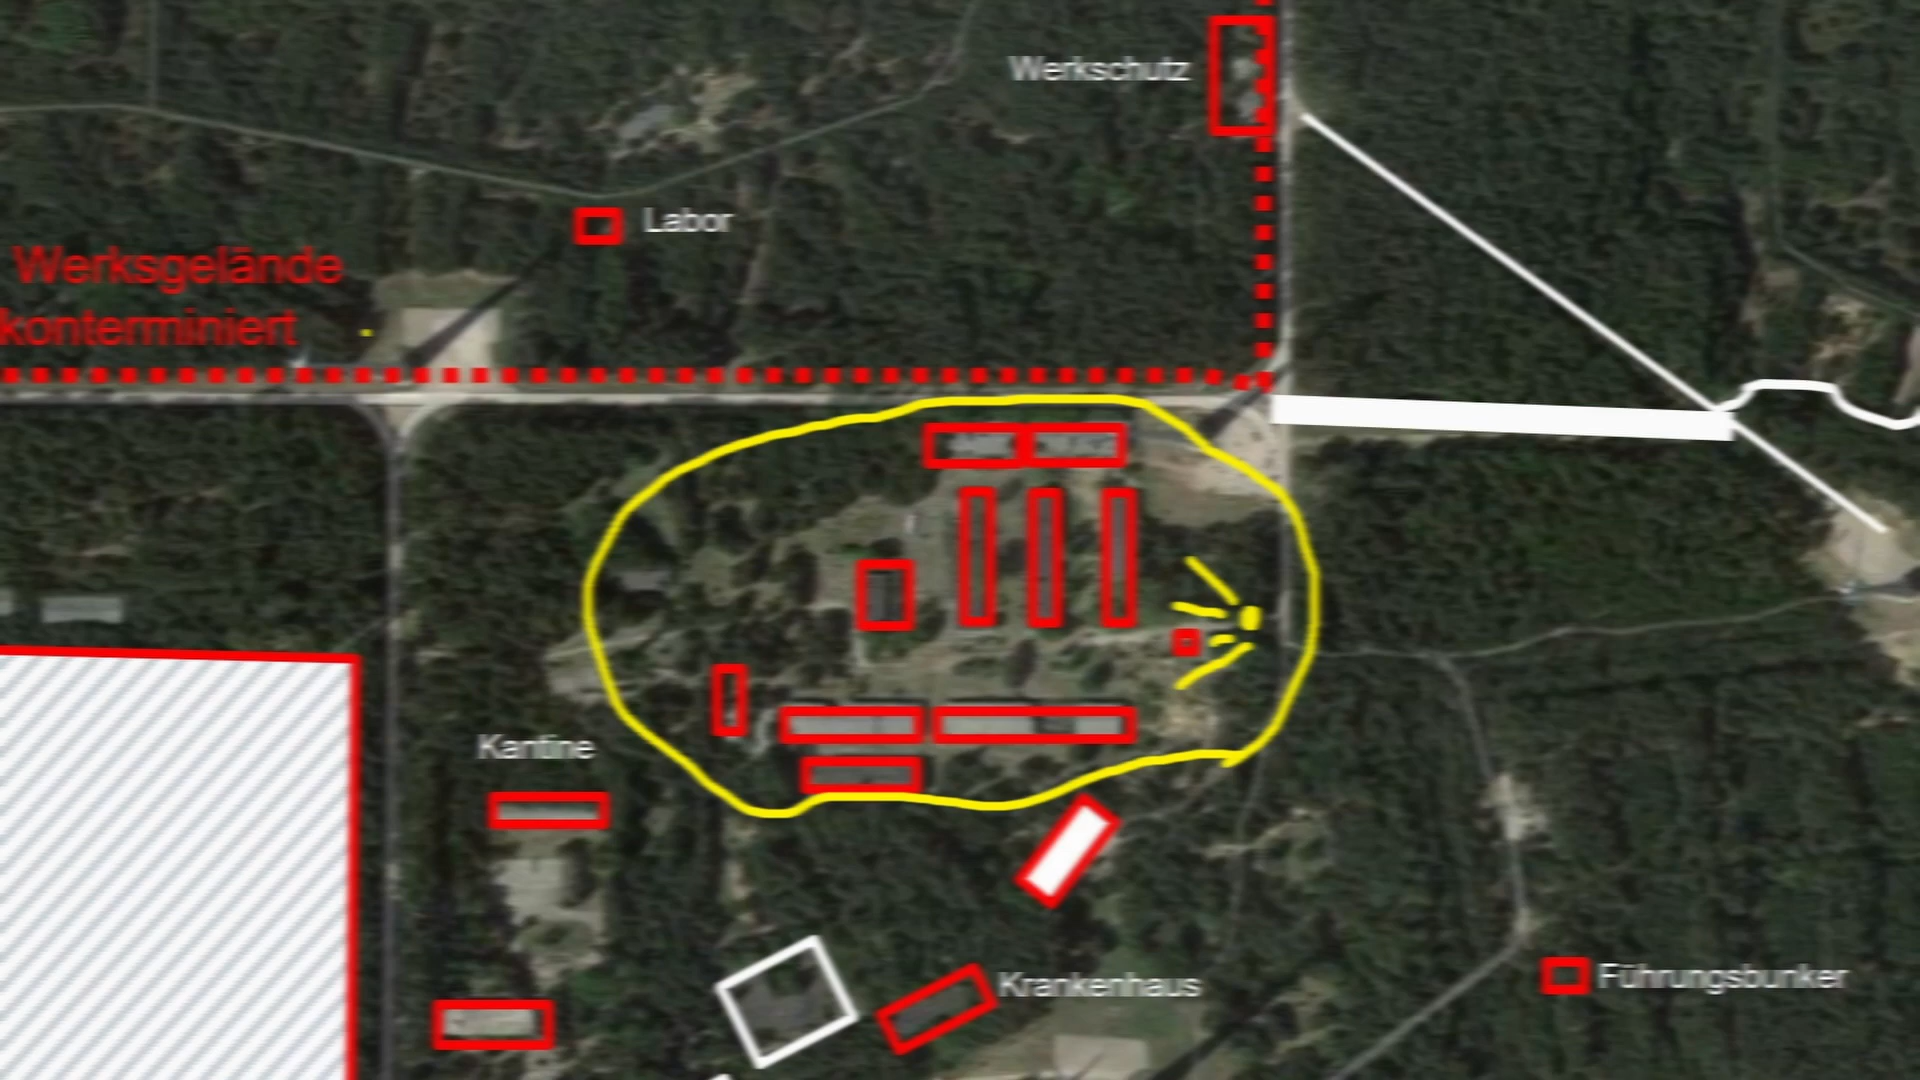 Werkschutz
Labor
Werksgelände
konterminiert
Kantine
Krankenhaus
Führungsbunker